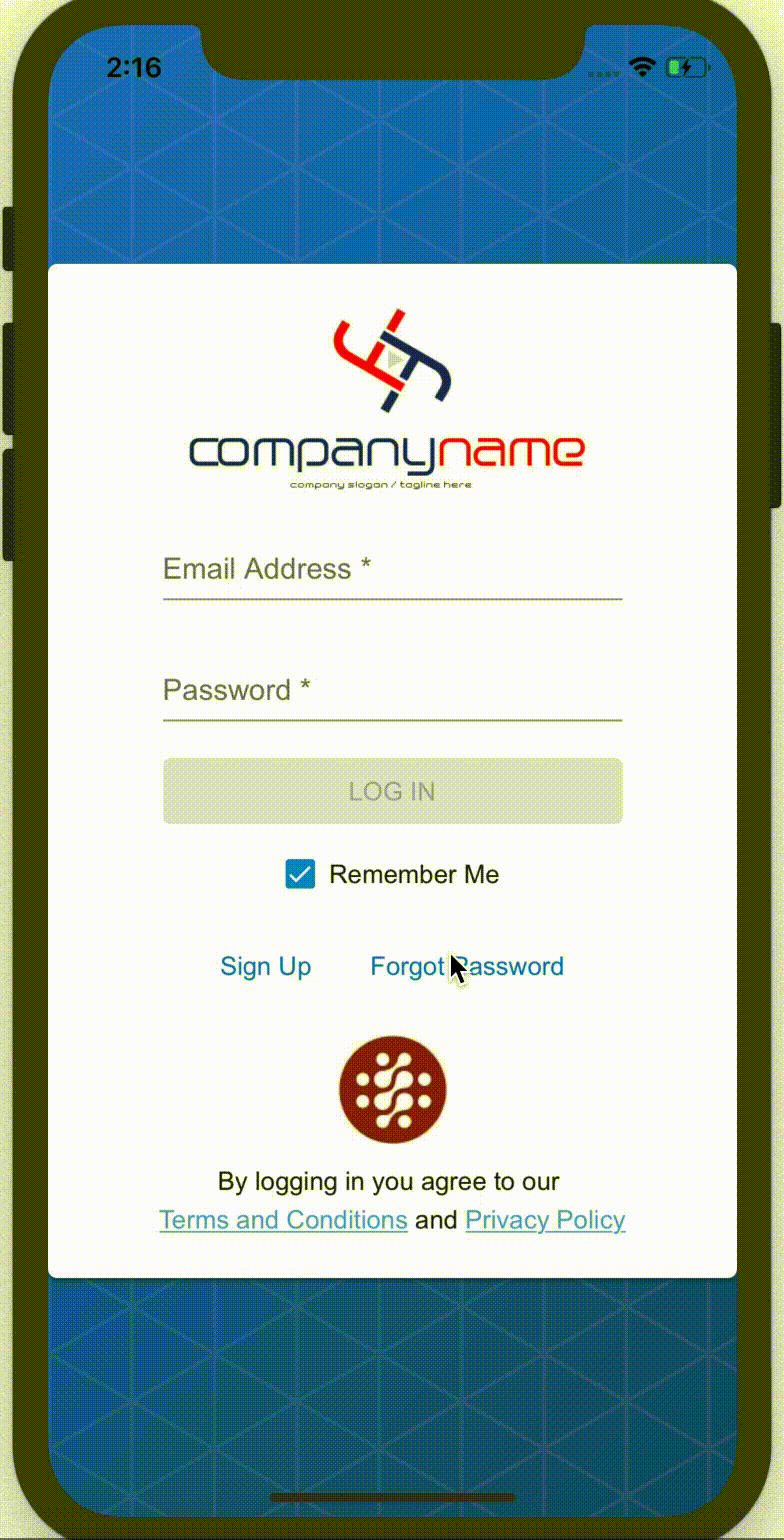 2:16
companyname
company slogan / tagline here
Email Address *
Password *
LOG IN
Remember Me
Sign Up Forgot Password
By logging in you agree to our
Terms and Conditions and Privacy Policy